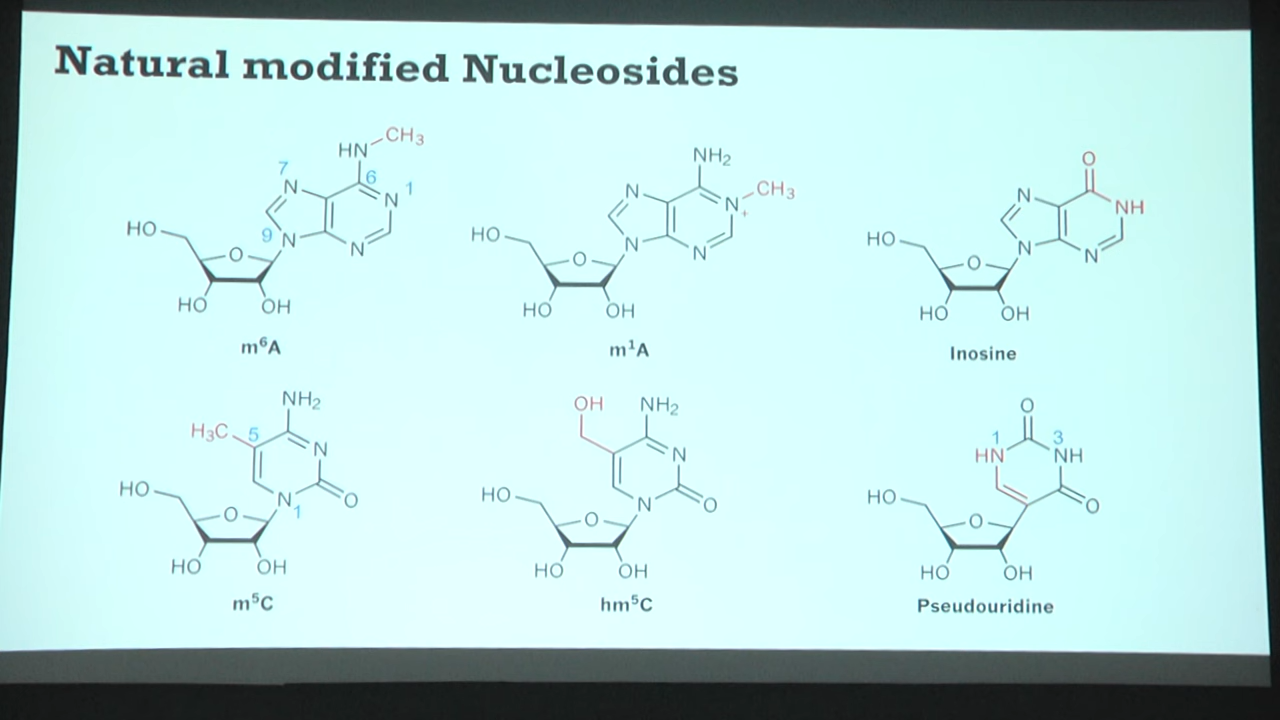 Natural modified Nucleosides
HN CH3
7 6
N N 1
HO 9 N N
O
HO OH
m⁶A
NH2
N N+ CH3
HO N N
O
HO OH
m¹A
O
N NH
HO N N
O
HO OH
Inosine
NH2
H3C 5
N
HO N 1 O
O
HO OH
m⁵C
OH NH2
N
HO N O
O
HO OH
hm⁵C
O
1 3
HN NH
HO O
O
HO OH
Pseudouridine